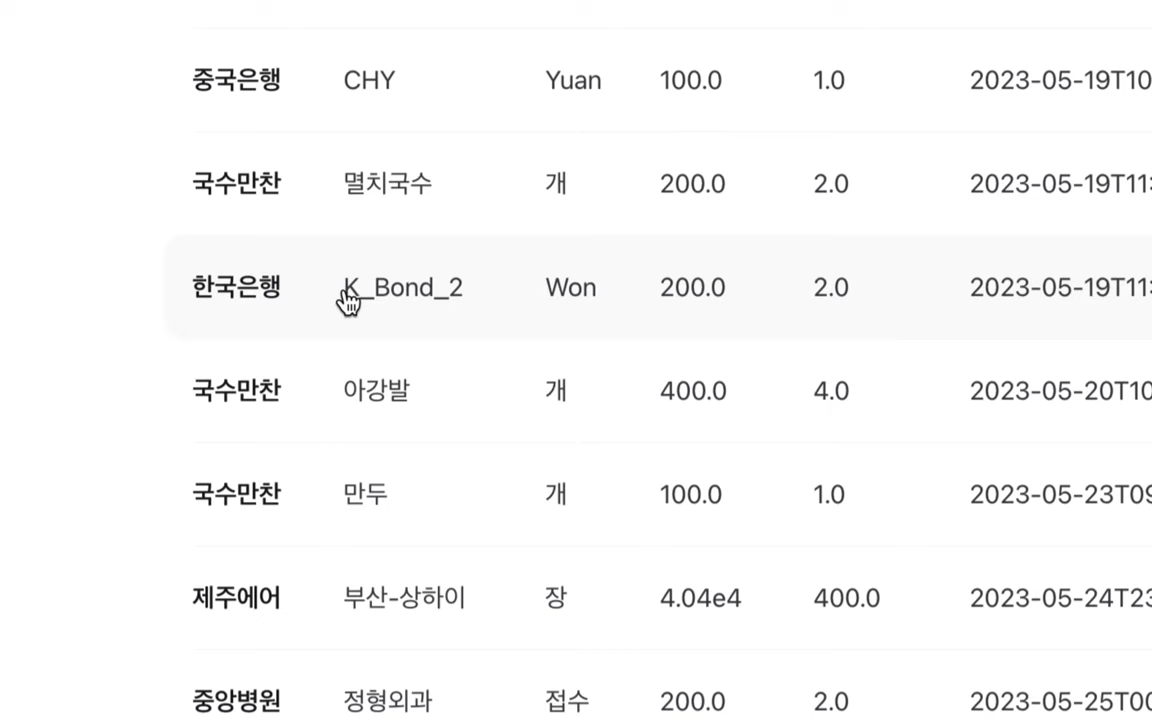 중국은행 CHY Yuan 100.0 1.0 2023-05-19T10
국수만찬 멸치국수 개 200.0 2.0 2023-05-19T11:
한국은행 K_Bond_2 Won 200.0 2.0 2023-05-19T11:
국수만찬 아강발 개 400.0 4.0 2023-05-20T10
국수만찬 만두 개 100.0 1.0 2023-05-23T09
제주에어 부산-상하이 장 4.04e4 400.0 2023-05-24T23
중앙병원 정형외과 접수 200.0 2.0 2023-05-25T00